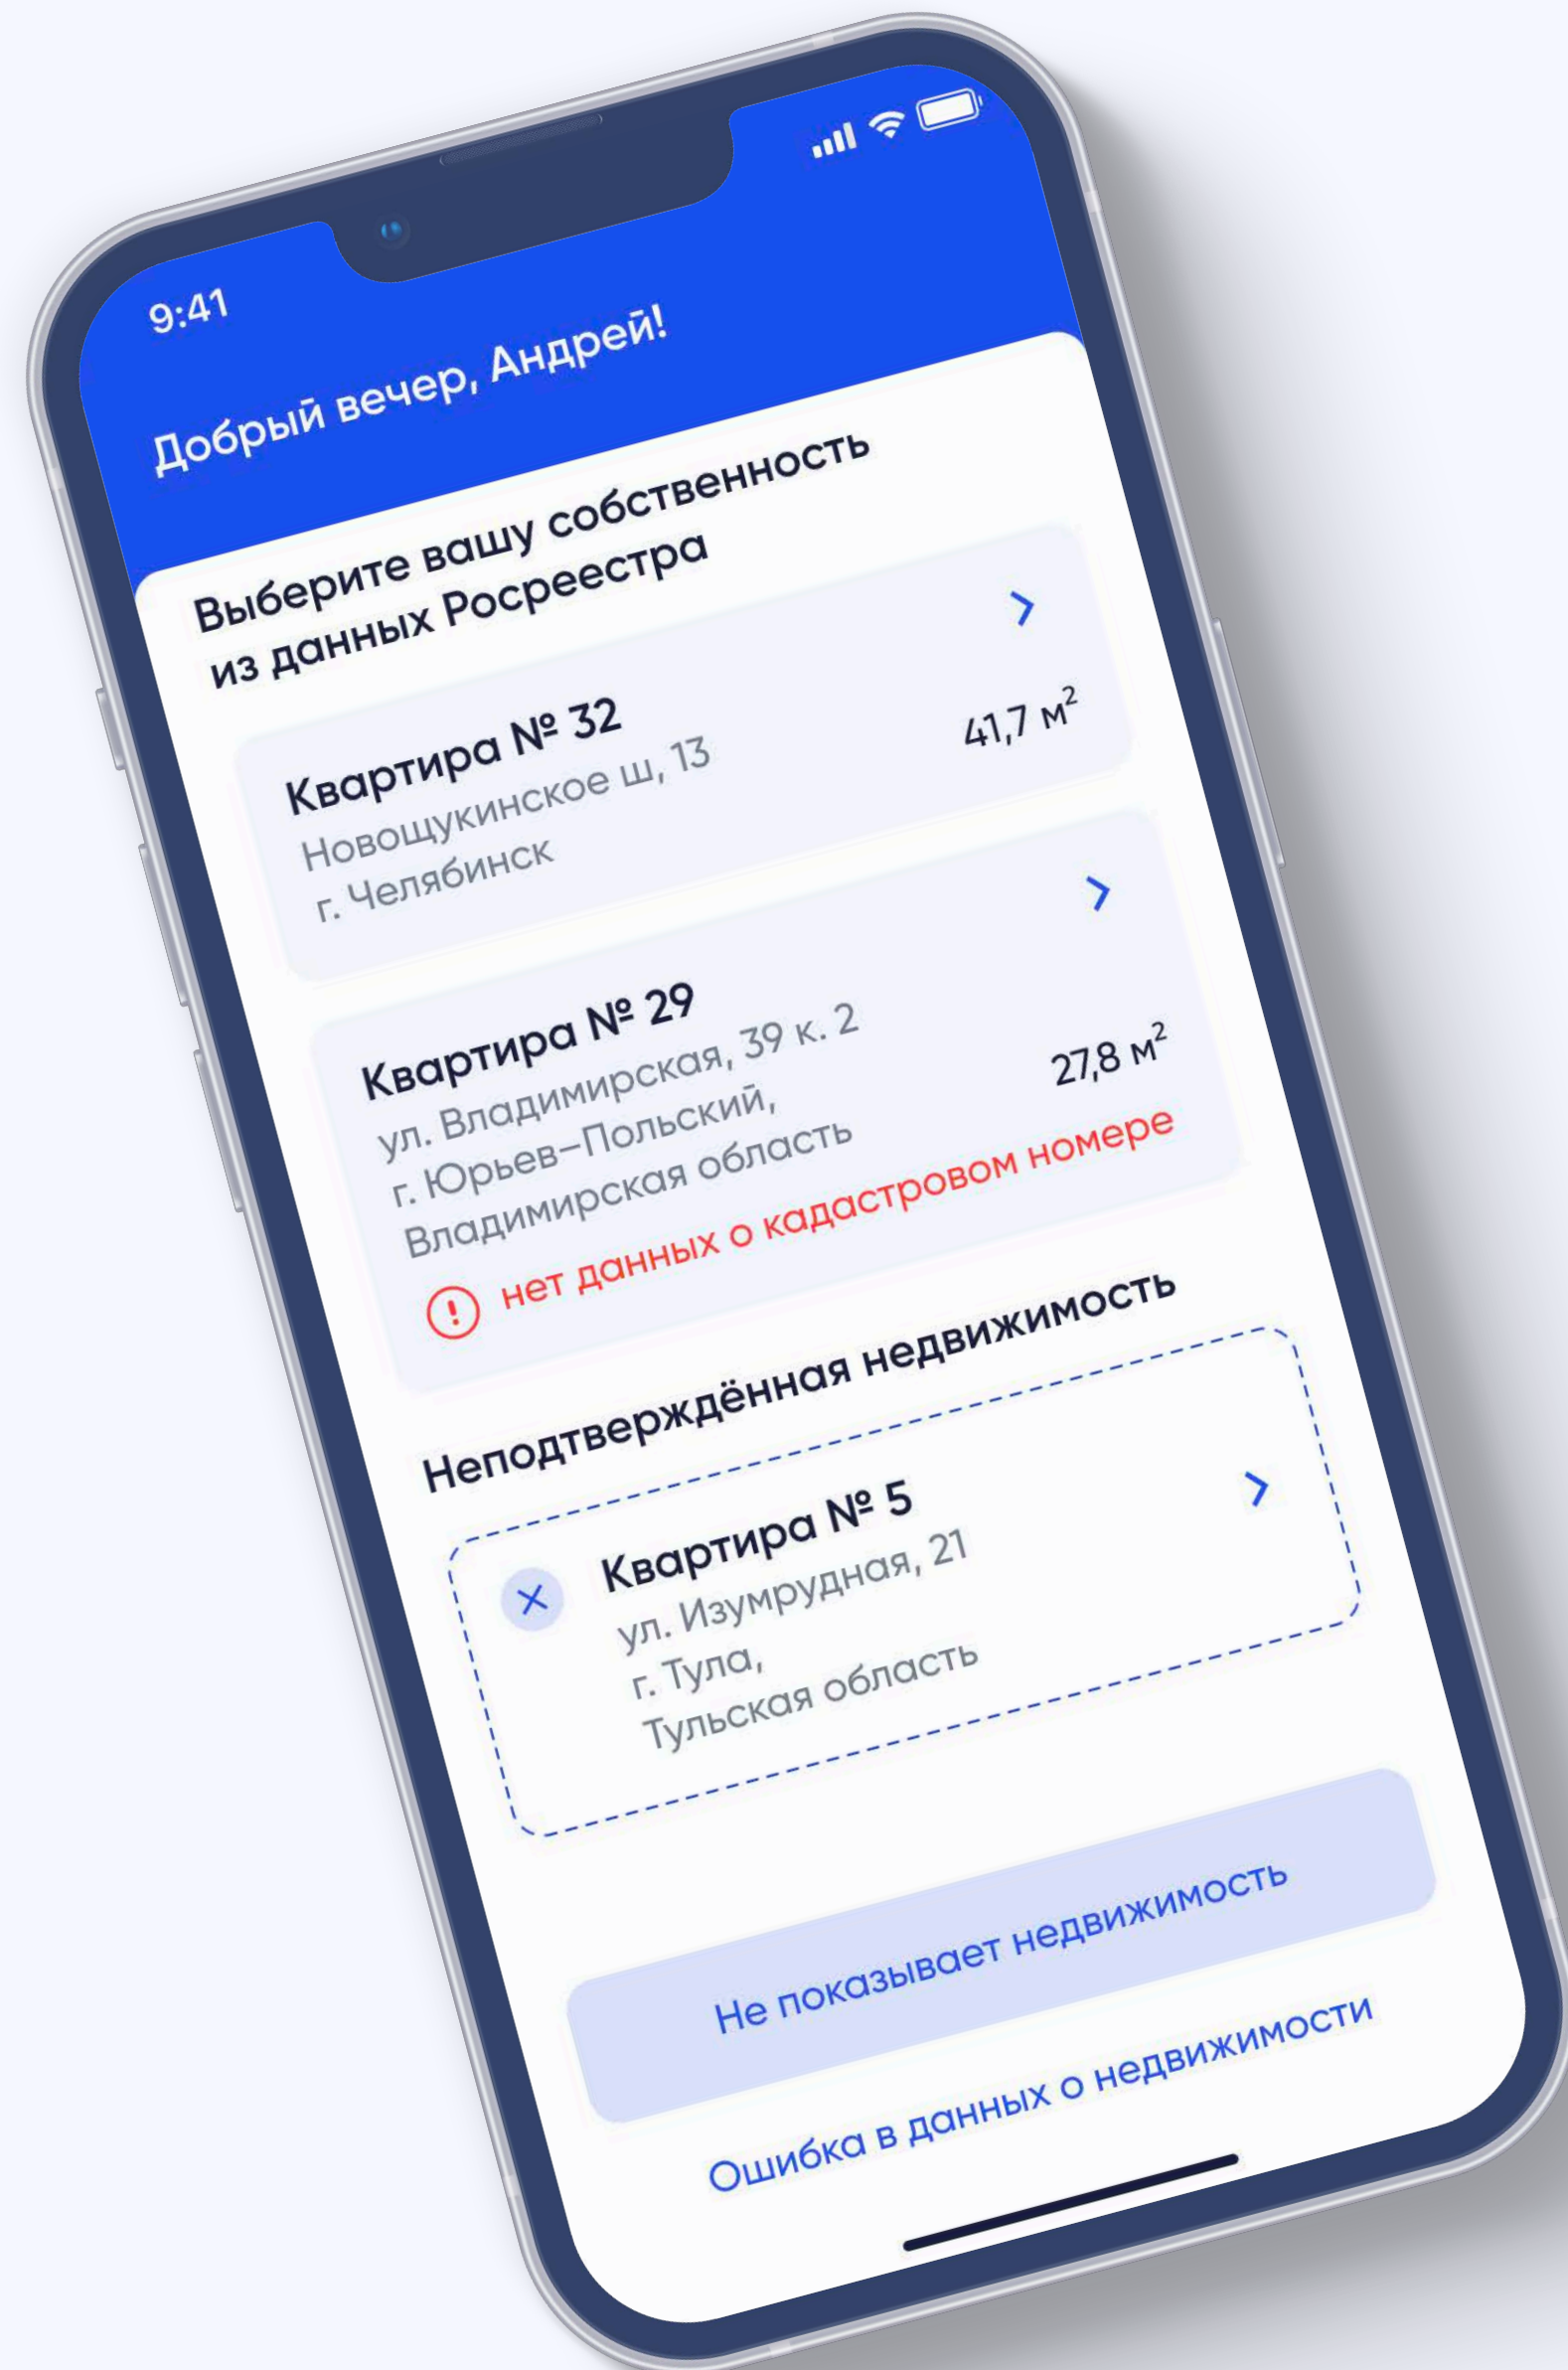 9:41
Добрый вечер, Андрей!
Выберите вашу собственность
из данных Росреестра
Квартира № 32
Новощукинское ш, 13
г. Челябинск
41,7 м²
Квартира № 29
ул. Владимирская, 39 к. 2
г. Юрьев–Польский,
Владимирская область
27,8 м²
нет данных о кадастровом номере
Неподтверждённая недвижимость
Квартира № 5
ул. Изумрудная, 21
г. Тула,
Тульская область
Не показывает недвижимость
Ошибка в данных о недвижимости